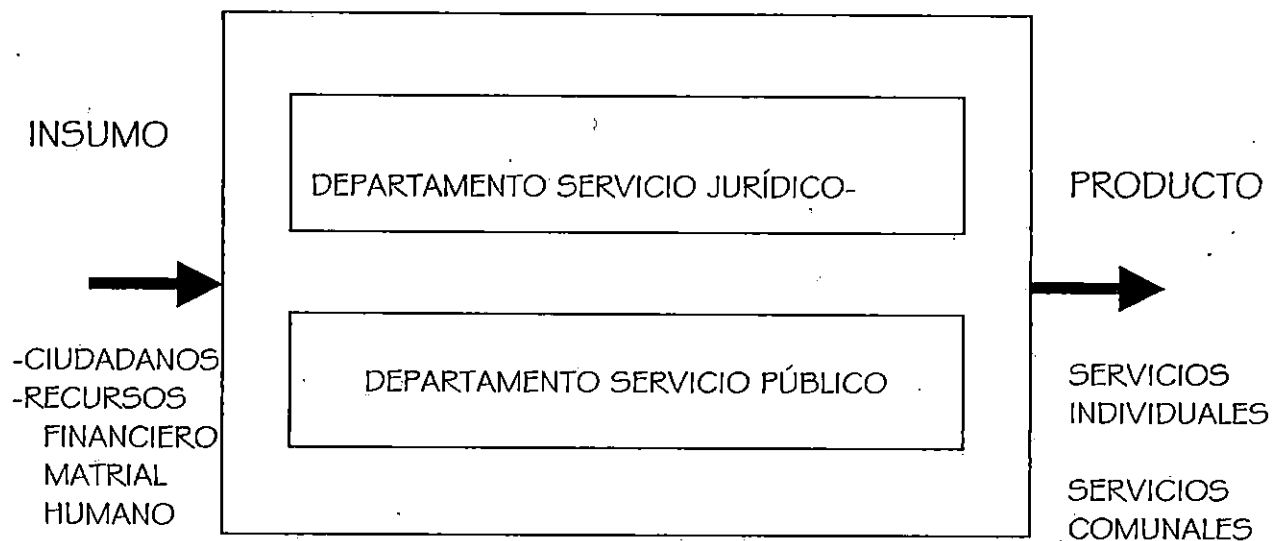 INSUMO
DEPARTAMENTO SERVICIO JURÍDICO-
PRODUCTO
-CIUDADANOS
-RECURSOS
FINANCIERO
MATRIAL
HUMANO
DEPARTAMENTO SERVICIO PÚBLICO
SERVICIOS
INDIVIDUALES
SERVICIOS
COMUNALES